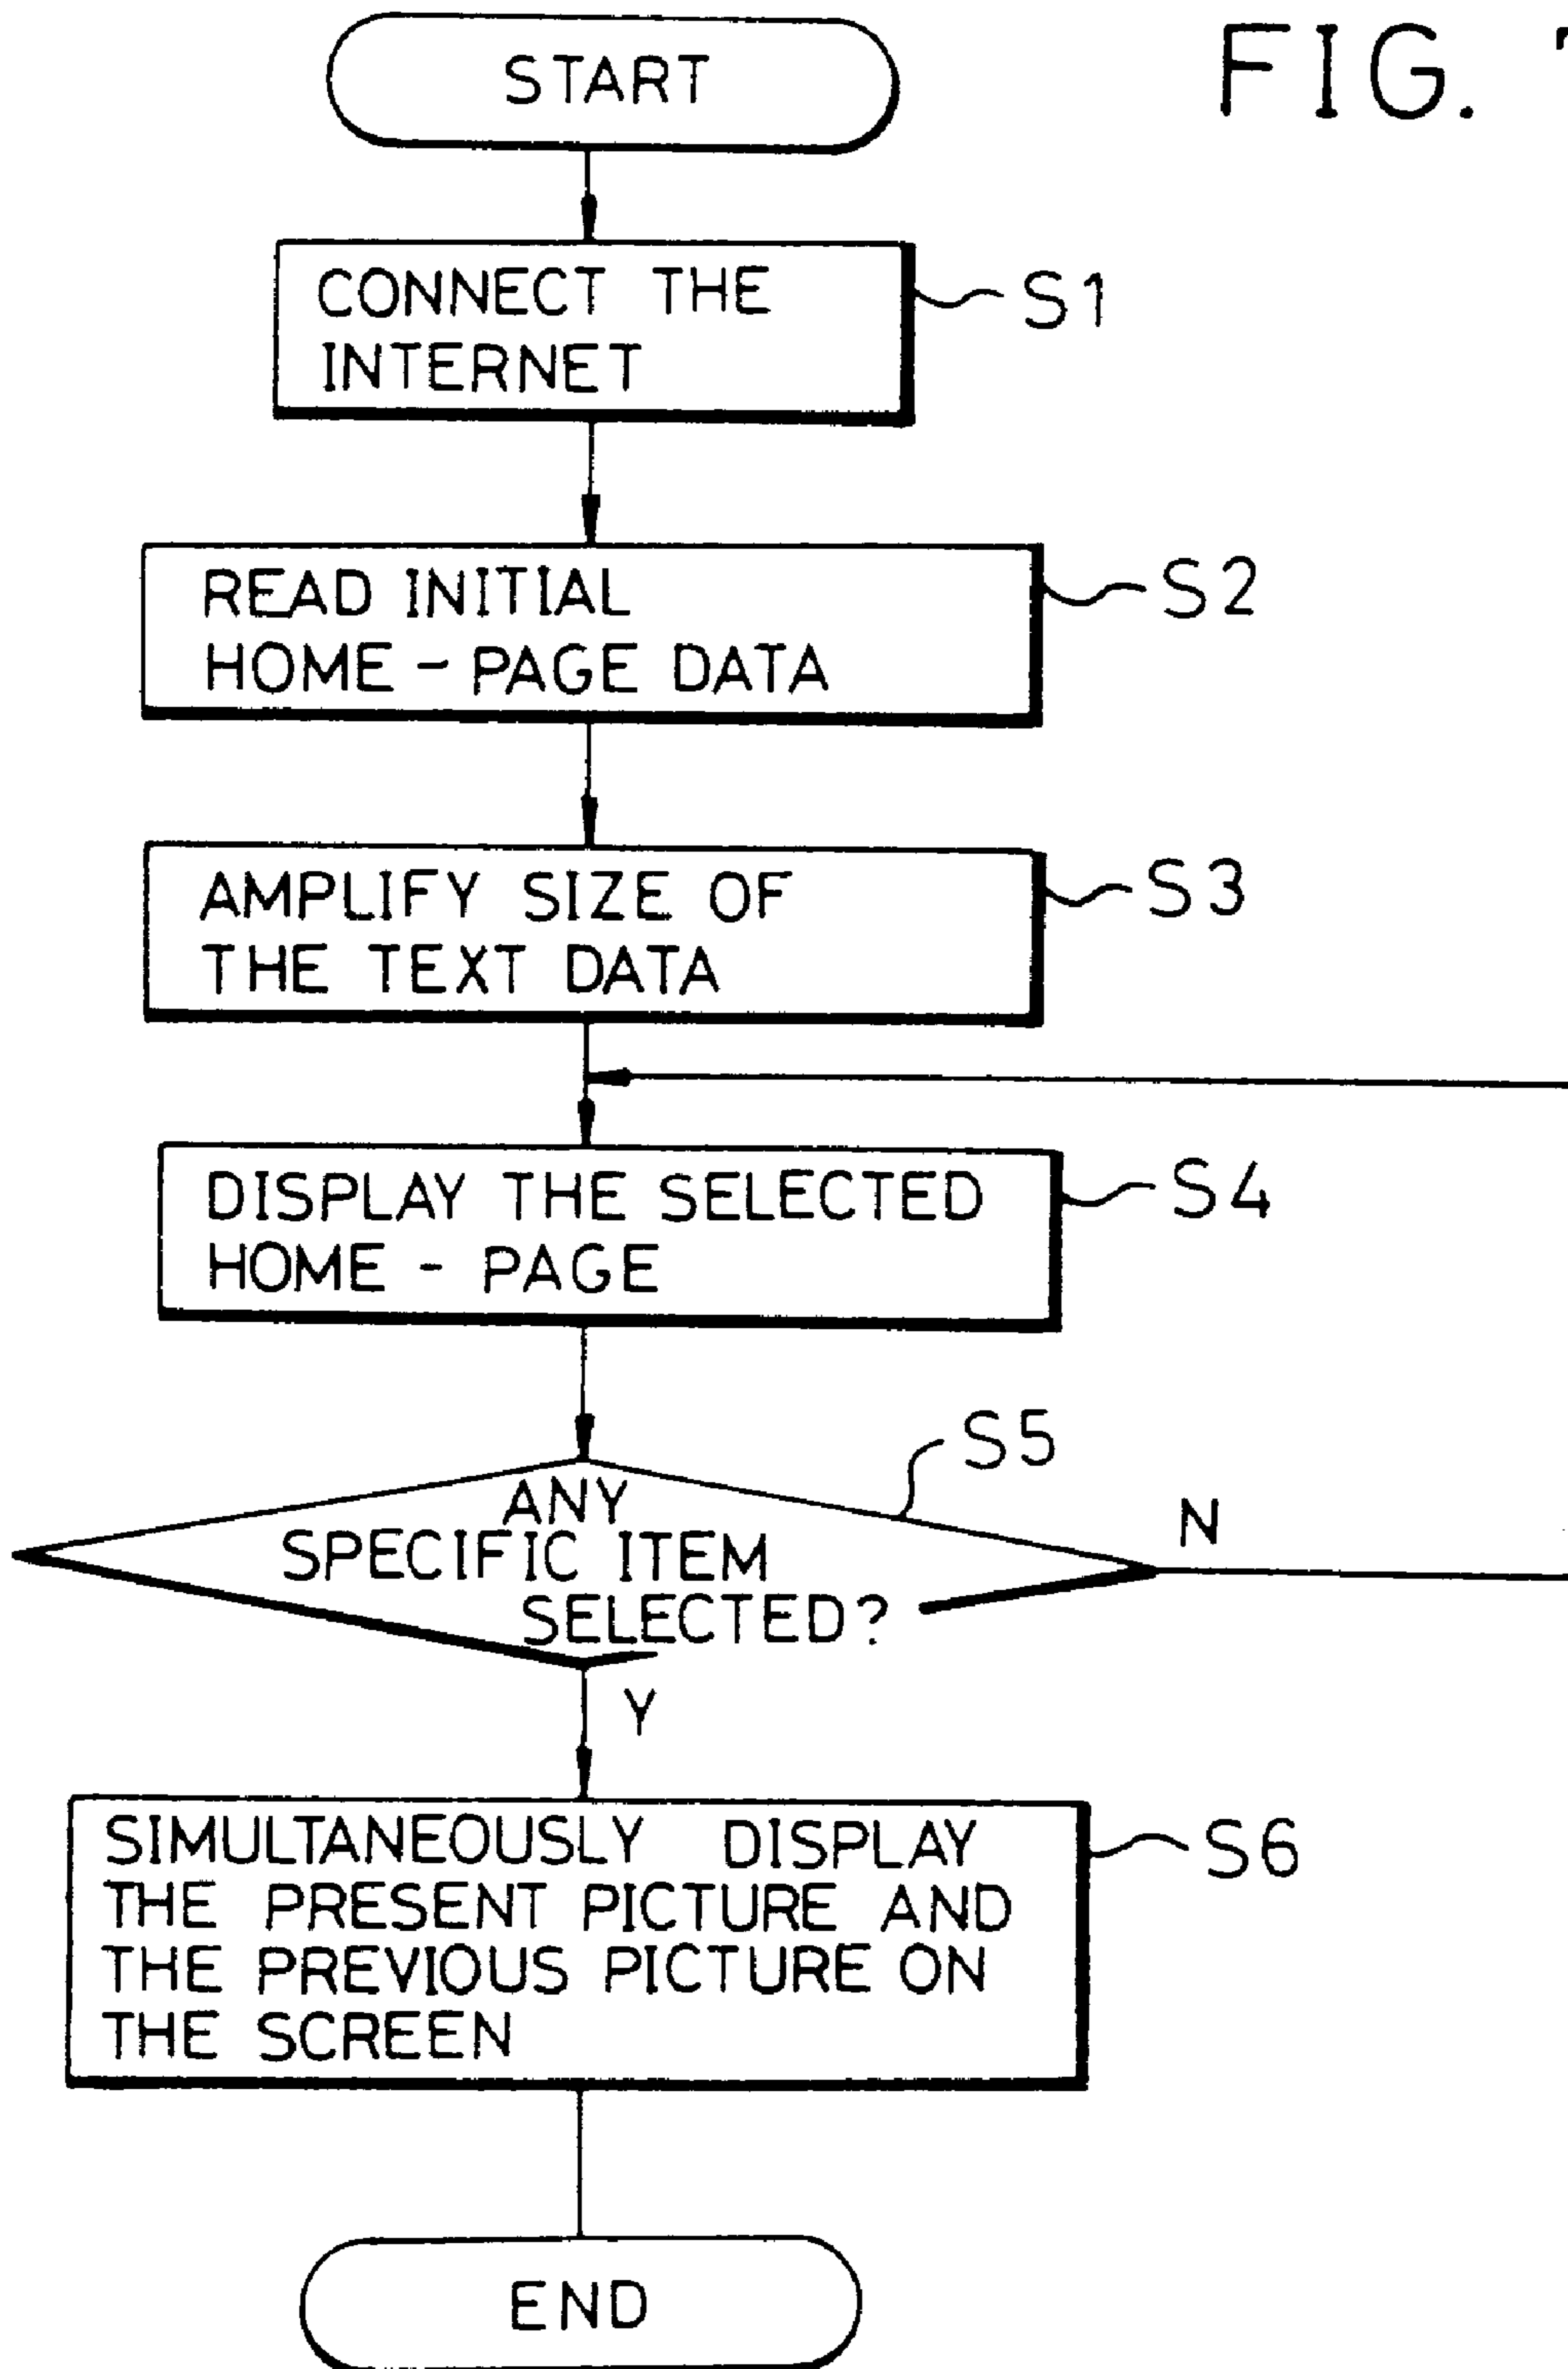 FIG.
START
CONNECT THE
INTERNET
S1
READ INITIAL
HOME - PAGE DATA
S2
AMPLIFY SIZE OF
THE TEXT DATA
S3
DISPLAY THE SELECTED
HOME - PAGE
S4
ANY
SPECIFIC ITEM
SELECTED?
S5
N
Y
SIMULTANEOUSLY DISPLAY
THE PRESENT PICTURE AND
THE PREVIOUS PICTURE ON
THE SCREEN
S6
END